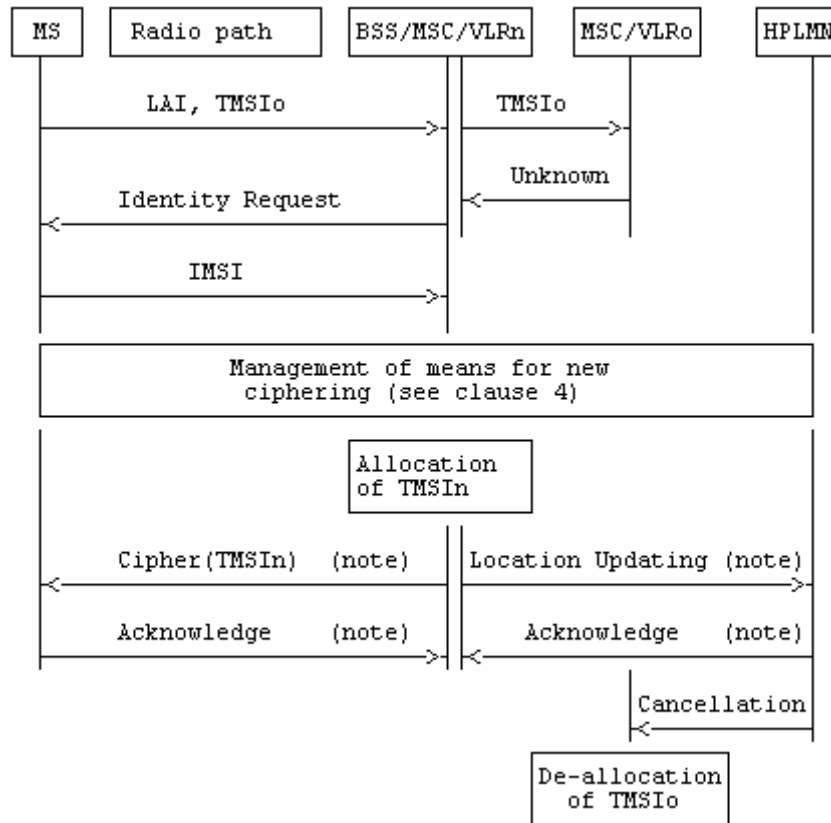 MS
Radio path
BSS/MSC/VLRn
MSC/VLRo
HPLMN
LAI, TMSIo
TMSIo
Unknown
Identity Request
IMSI
Management of means for new
ciphering (see clause 4)
Allocation
of TMSIn
Cipher(TMSIn) (note)
Location Updating (note)
Acknowledge (note)
Acknowledge (note)
Cancellation
De-allocation
of TMSIo